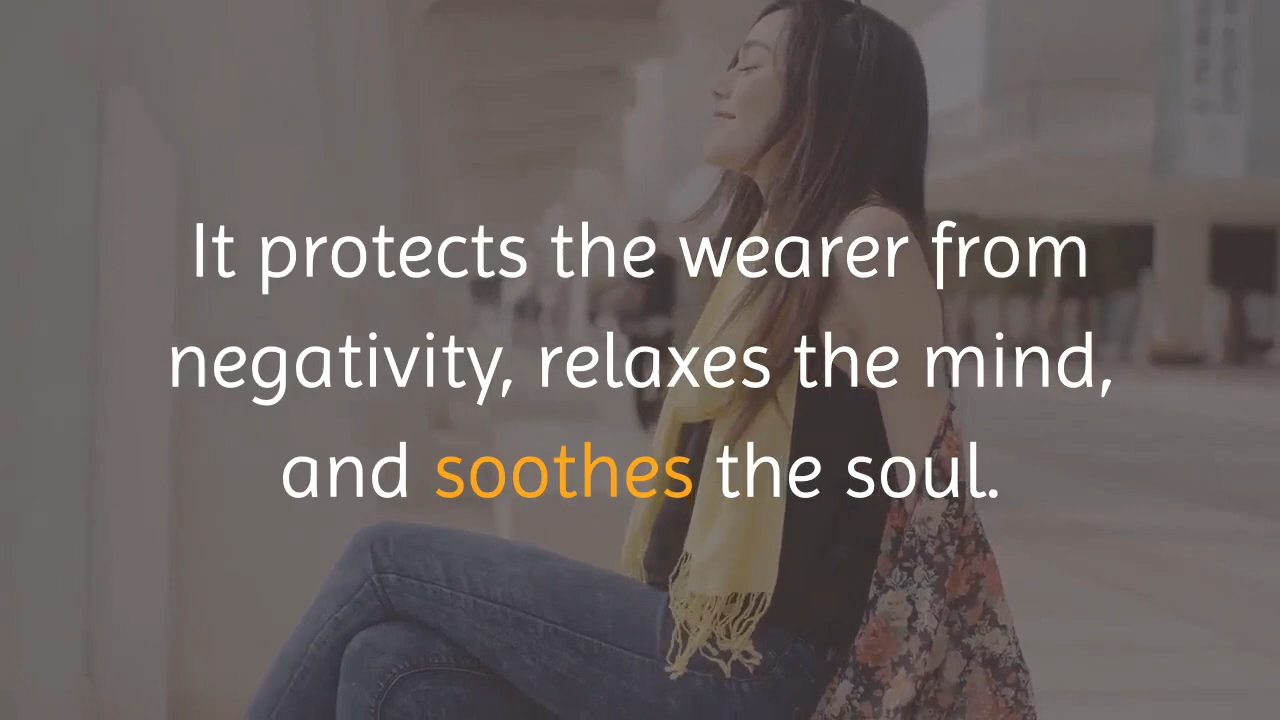 It protects the wearer from
negativity, relaxes the mind,
and soothes the soul.